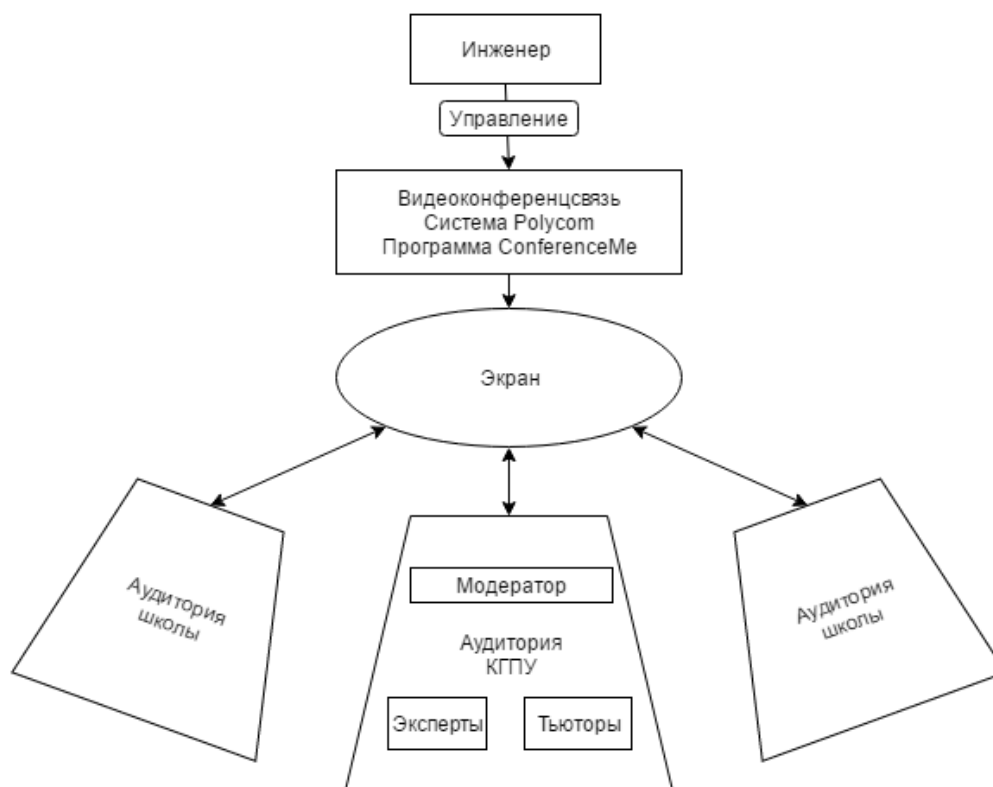 Инженер
Управление
Видеоконференцсвязь
Система Polycom
Программа ConferenceMe
Экран
Аудитория
школы
Модератор
Аудитория
КГПУ
Эксперты
Тьюторы
Аудитория
школы